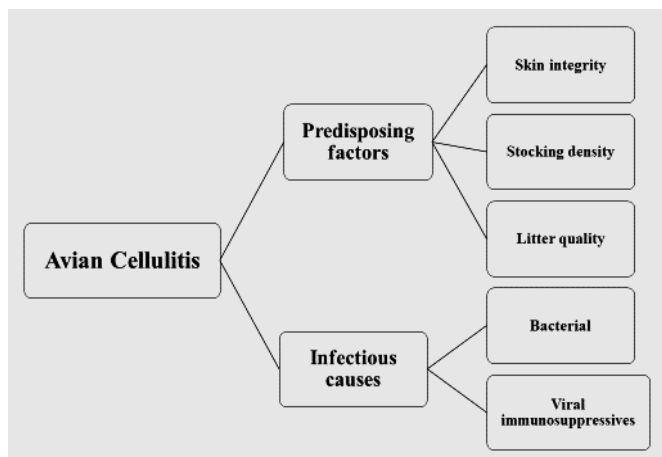 Avian Cellulitis
Predisposing
factors
Skin integrity
Stocking density
Litter quality
Infectious
causes
Bacterial
Viral
immunosuppressives